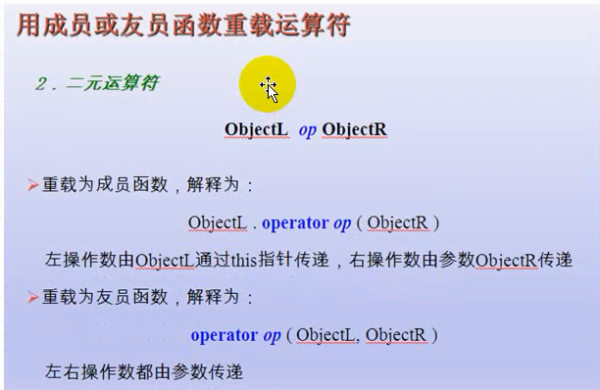 用成员或友员函数重载运算符
2．二元运算符
ObjectL op ObjectR
➢重载为成员函数，解释为：
ObjectL . operator op ( ObjectR )
左操作数由ObjectL通过this指针传递，右操作数由参数ObjectR传递
➢重载为友员函数，解释为：
operator op ( ObjectL, ObjectR )
左右操作数都由参数传递